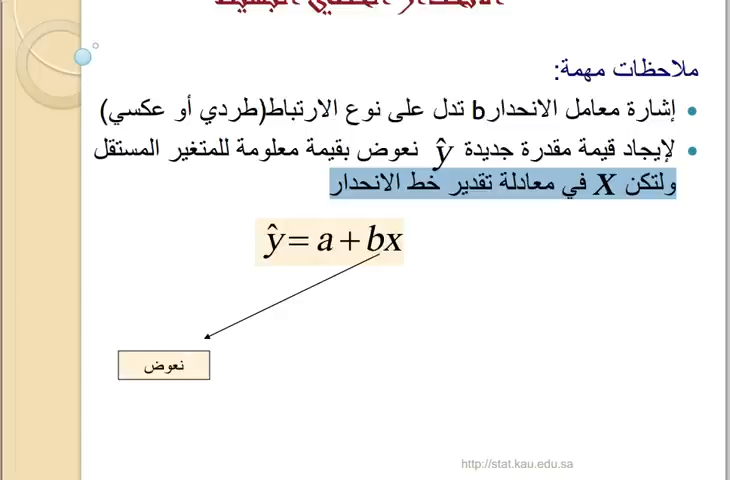 ملاحظات مهمة:
• إشارة معامل الانحدار b تدل على نوع الارتباط(طردي أو عكسي)
• لإيجاد قيمة مقدرة جديدة ŷ نعوض بقيمة معلومة للمتغير المستقل
ولتكن X في معادلة تقدير خط الانحدار
ŷ = a + bx
نعوض
http://stat.kau.edu.sa